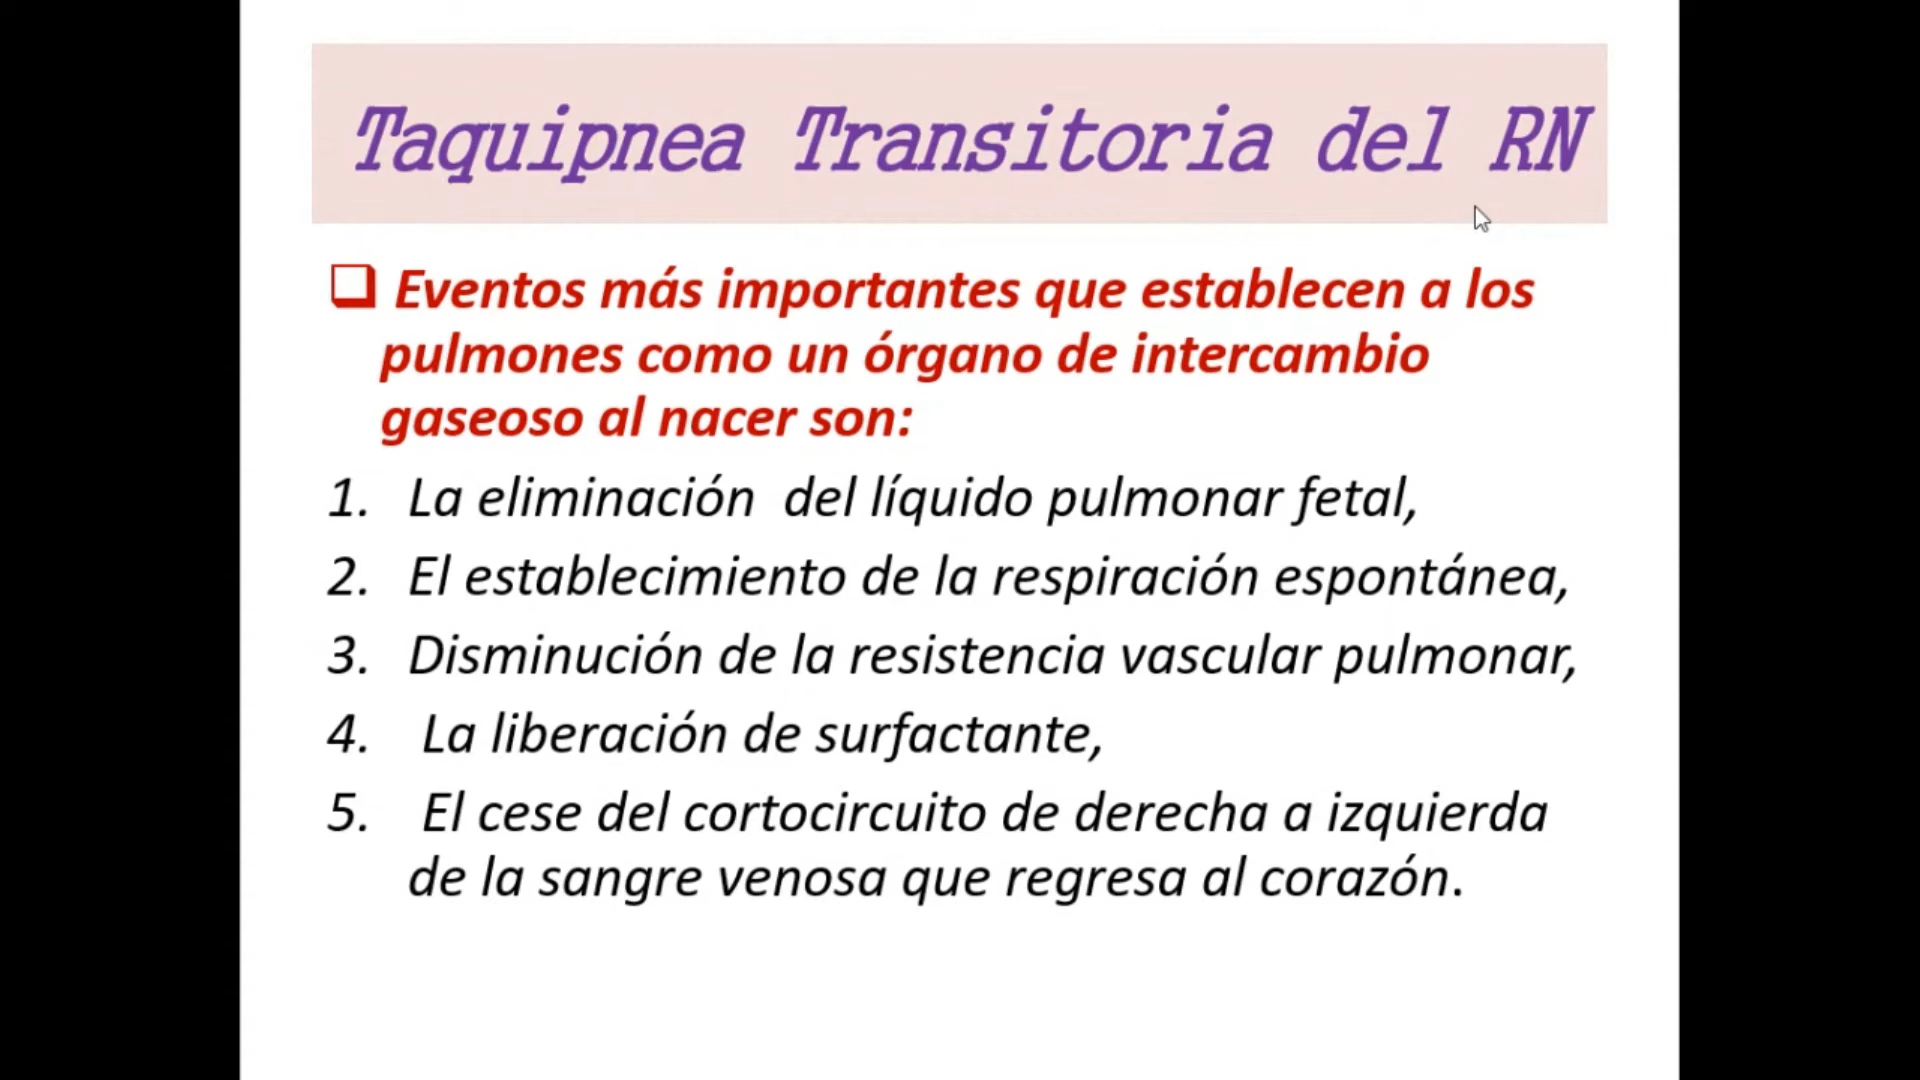 Taquipnea Transitoria del RN
Eventos más importantes que establecen a los
pulmones como un órgano de intercambio
gaseoso al nacer son:
1. La eliminación del líquido pulmonar fetal,
2. El establecimiento de la respiración espontánea,
3. Disminución de la resistencia vascular pulmonar,
4. La liberación de surfactante,
5. El cese del cortocircuito de derecha a izquierda
de la sangre venosa que regresa al corazón.